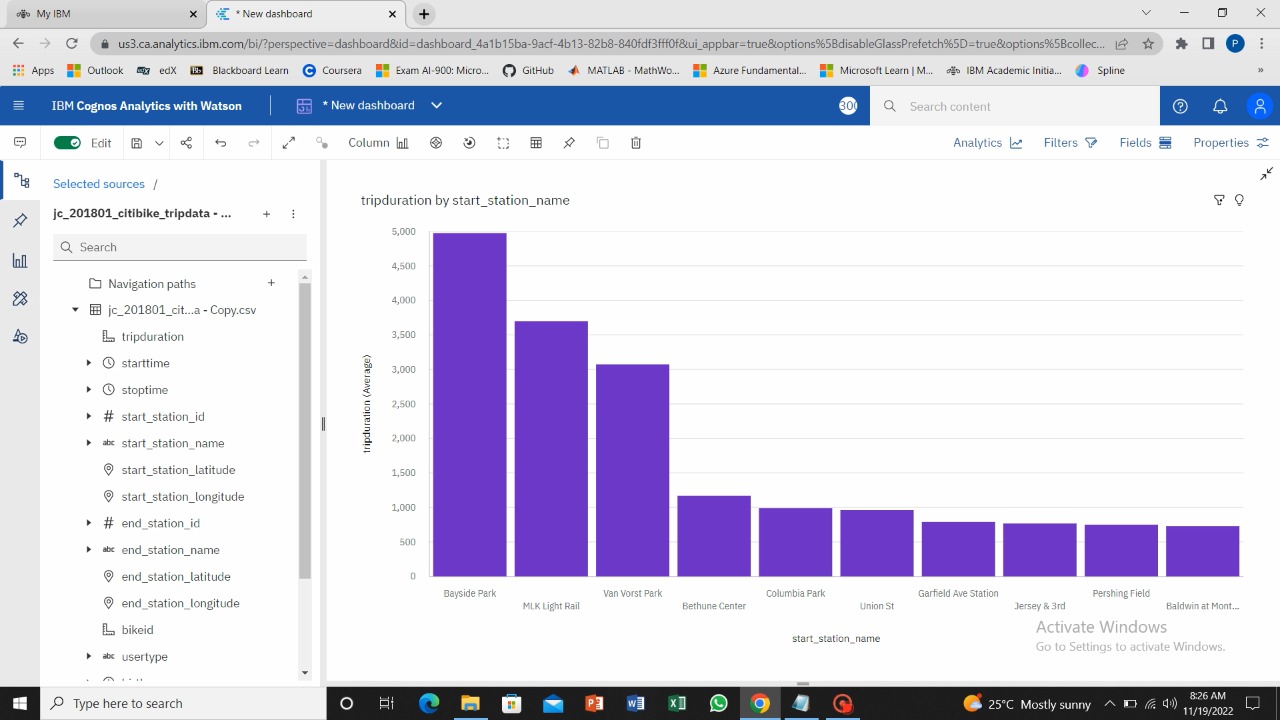 My IBM
* New dashboard
us3.ca.analytics.ibm.com/bi/?perspective=dashboard&id=dashboard_4a1b15ba-9ecf-4b13-82b8-840fdf3fff0f&ui_appbar=true&options%5BdisableGlassPrefetch%5D=true&options%5Bcollec...
Apps
Outlook
edX
Blackboard Learn
Coursera
Exam AI-900: Micro...
GitHub
MATLAB - MathWo...
Azure Fundamental...
Microsoft Learn | M...
IBM Academic Initia...
Spline
»
P
IBM Cognos Analytics with Watson
* New dashboard
30
Search content
Edit
Column
Analytics
Filters
Fields
Properties
Selected sources /
jc_201801_citibike_tripdata - ...
Search
Navigation paths
jc_201801_cit...a - Copy.csv
tripduration
starttime
stoptime
# start_station_id
abc start_station_name
start_station_latitude
start_station_longitude
# end_station_id
abc end_station_name
end_station_latitude
end_station_longitude
bikeid
abc usertype
tripduration by start_station_name
5,000
4,500
4,000
3,500
3,000
2,500
2,000
1,500
1,000
500
0
tripduration (Average)
Bayside Park
MLK Light Rail
Van Vorst Park
Bethune Center
Columbia Park
Union St
Garfield Ave Station
Jersey & 3rd
Pershing Field
Baldwin at Mont...
start_station_name
Activate Windows
Go to Settings to activate Windows.
Type here to search
25°C Mostly sunny
8:26 AM
11/19/2022